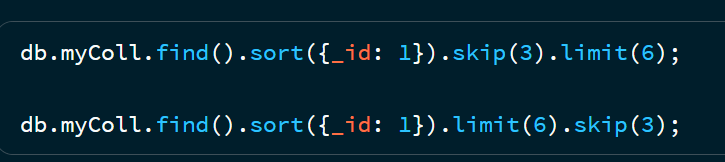 db.myColl.find().sort({_id: 1}).skip(3).limit(6);
db.myColl.find().sort({_id: 1}).limit(6).skip(3);